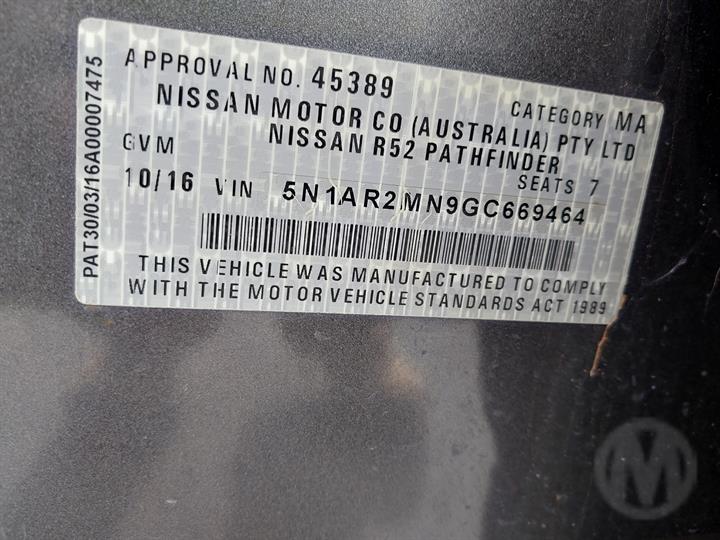 PAT30/03/16A00007475
APPROVAL NO. 45389 CATEGORY MA
NISSAN MOTOR CO (AUSTRALIA) PTY LTD
NISSAN R52 PATHFINDER
GVM SEATS 7
10/16 VIN 5N1AR2MN9GC669464
THIS VEHICLE WAS MANUFACTURED TO COMPLY
WITH THE MOTOR VEHICLE STANDARDS ACT 1989
M